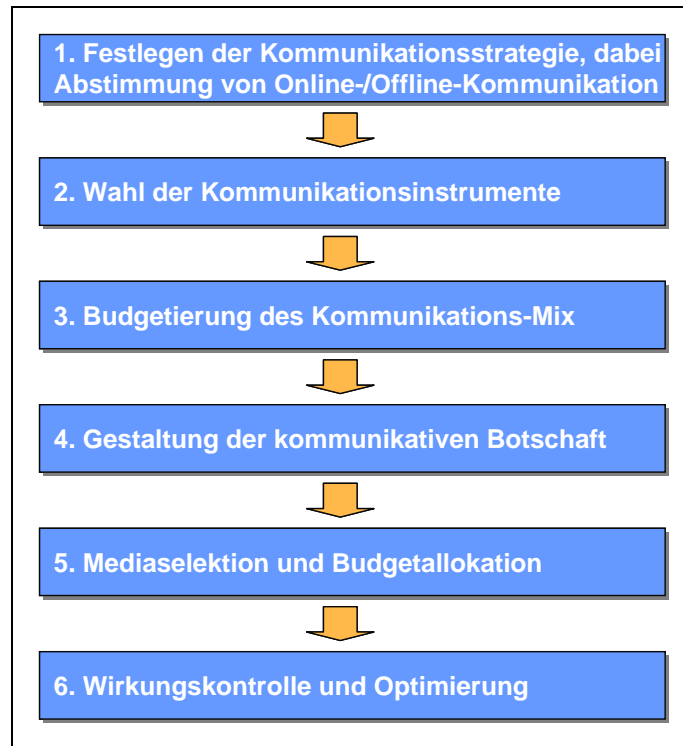 1. Festlegen der Kommunikationsstrategie, dabei
Abstimmung von Online-/Offline-Kommunikation
2. Wahl der Kommunikationsinstrumente
3. Budgetierung des Kommunikations-Mix
4. Gestaltung der kommunikativen Botschaft
5. Mediaselektion und Budgetallokation
6. Wirkungskontrolle und Optimierung